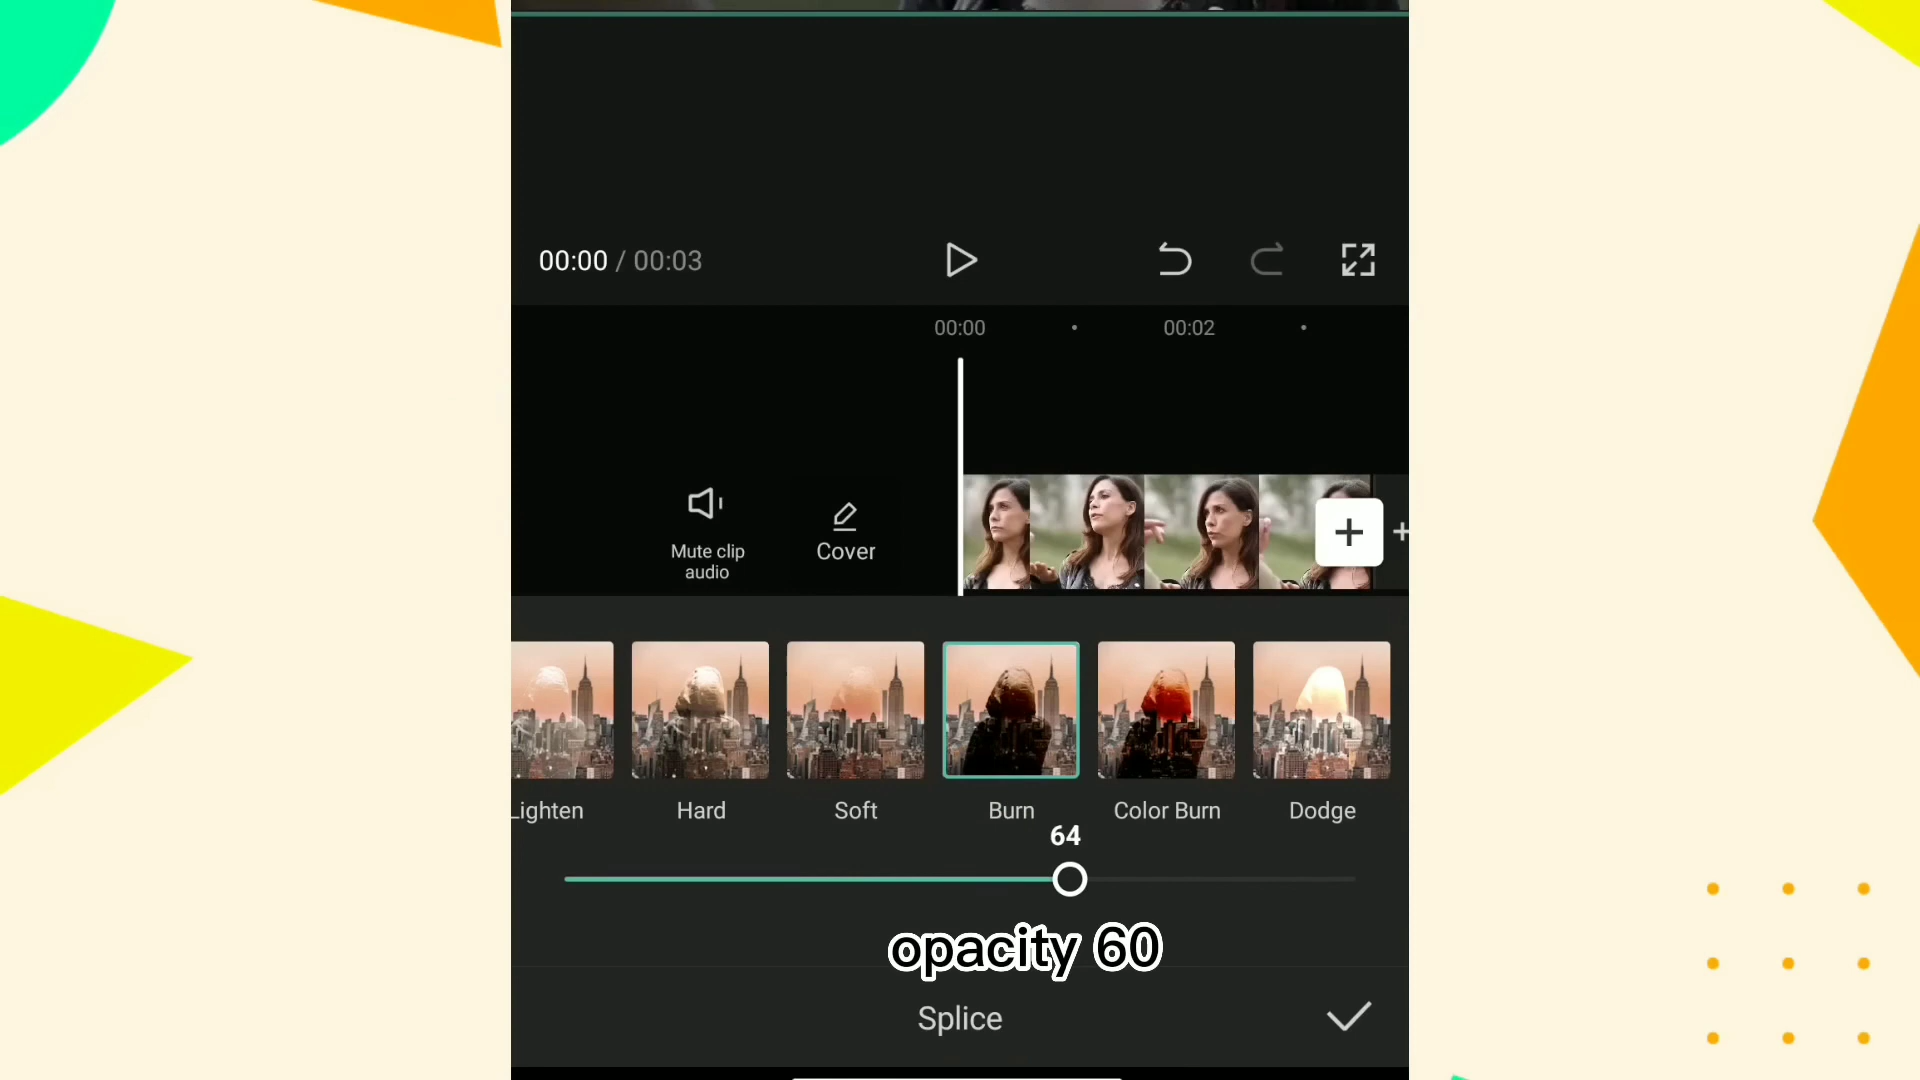 00:00 / 00:03
00:00
00:02
Mute clip
audio
Cover
Lighten
Hard
Soft
Burn
Color Burn
Dodge
64
opacity 60
Splice